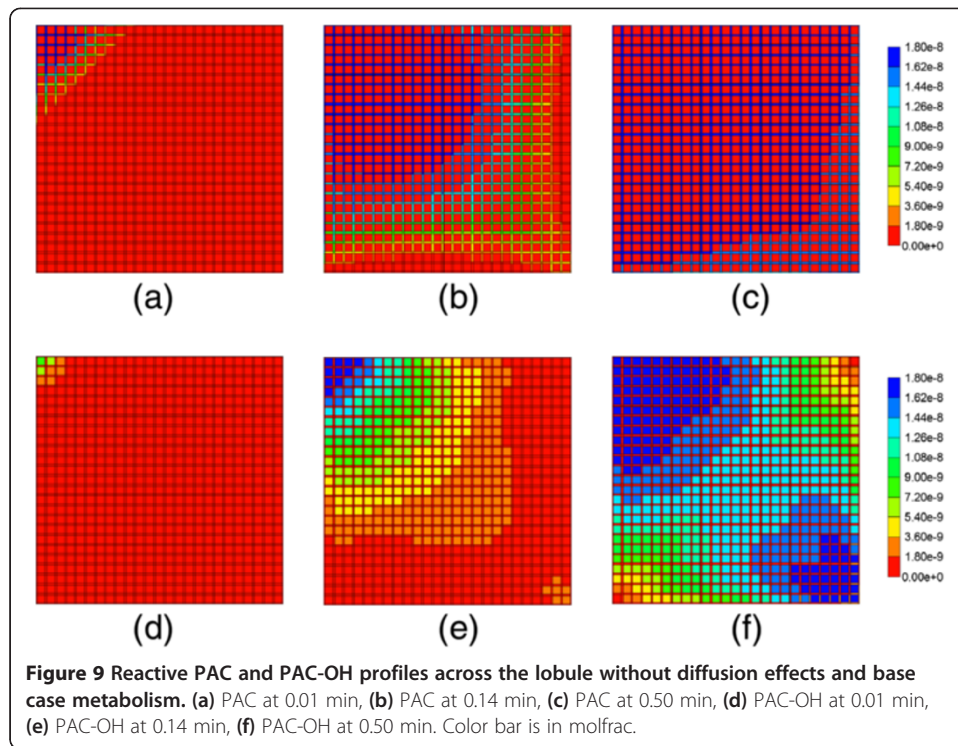 1.80e-8
1.62e-8
1.44e-8
1.26e-8
1.08e-8
9.00e-9
7.20e-9
5.40e-9
3.60e-9
1.80e-9
0.00e+0
(a)
(b)
(c)
1.80e-8
1.62e-8
1.44e-8
1.26e-8
1.08e-8
9.00e-9
7.20e-9
5.40e-9
3.60e-9
1.80e-9
0.00e+0
(d)
(e)
(f)
Figure 9 Reactive PAC and PAC-OH profiles across the lobule without diffusion effects and base
case metabolism. (a) PAC at 0.01 min, (b) PAC at 0.14 min, (c) PAC at 0.50 min, (d) PAC-OH at 0.01 min,
(e) PAC-OH at 0.14 min, (f) PAC-OH at 0.50 min. Color bar is in molfrac.